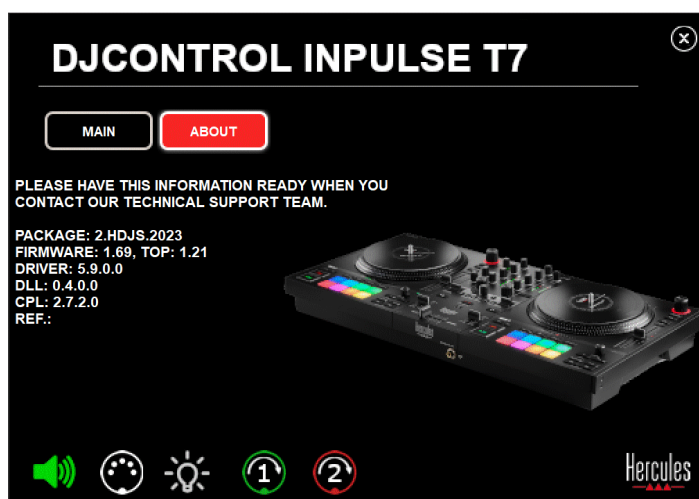 DJCONTROL INPULSE T7
MAIN
ABOUT
PLEASE HAVE THIS INFORMATION READY WHEN YOU
CONTACT OUR TECHNICAL SUPPORT TEAM.
PACKAGE: 2.HDJS.2023
FIRMWARE: 1.69, TOP: 1.21
DRIVER: 5.9.0.0
DLL: 0.4.0.0
CPL: 2.7.2.0
REF.:
1
2
Hercules